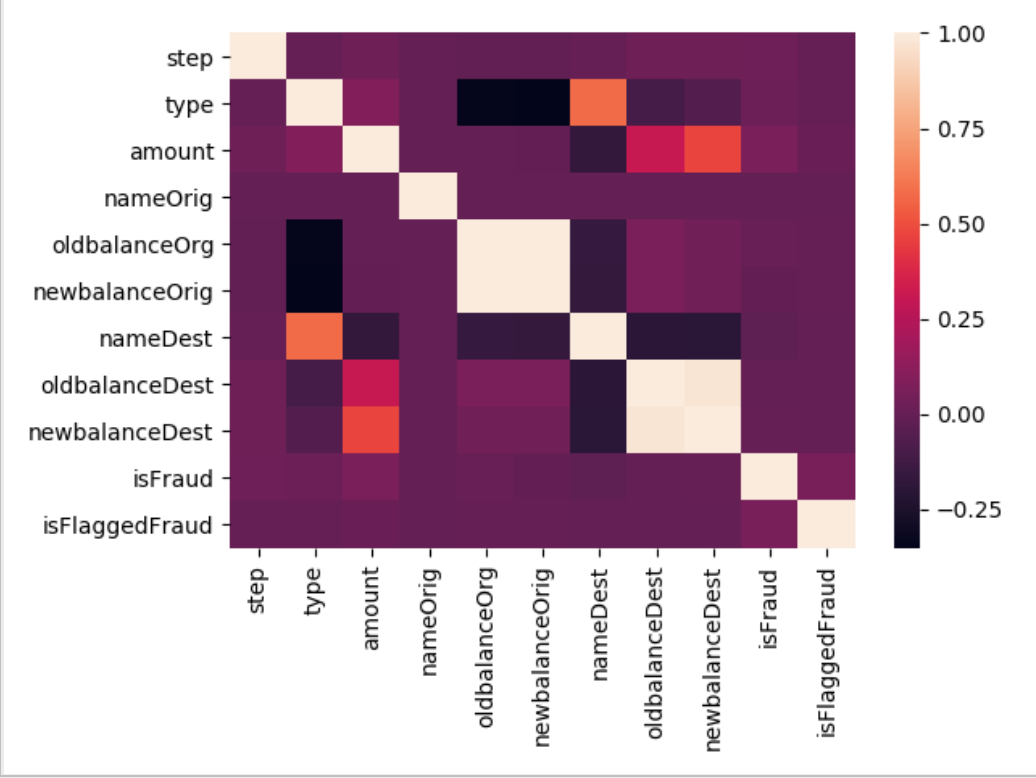 step
type
amount
nameOrig
oldbalanceOrg
newbalanceOrig
nameDest
oldbalanceDest
newbalanceDest
isFraud
isFlaggedFraud
step
type
amount
nameOrig
oldbalanceOrg
newbalanceOrig
nameDest
oldbalanceDest
newbalanceDest
isFraud
isFlaggedFraud
1.00
0.75
0.50
0.25
0.00
−0.25